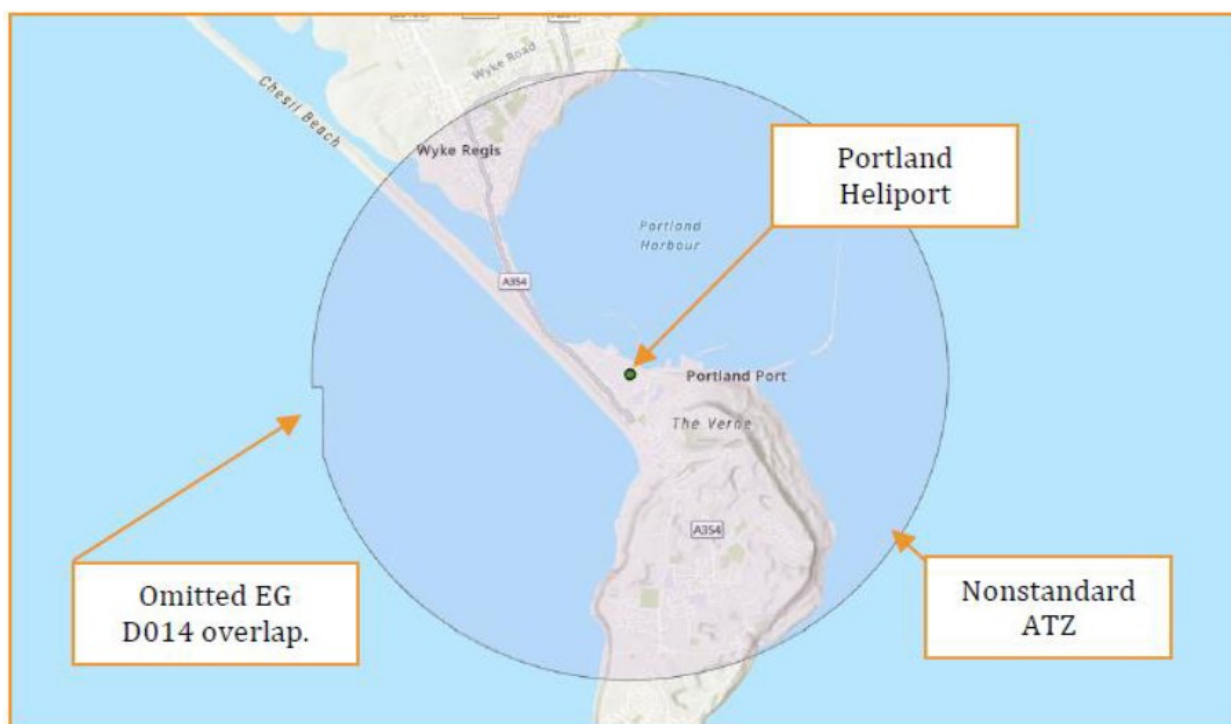 Wyke Road
Chesil Beach
Wyke Regis
Portland
Heliport
Portland
Harbour
A354
Portland Port
The Verne
A354
Omitted EG
D014 overlap.
Nonstandard
ATZ